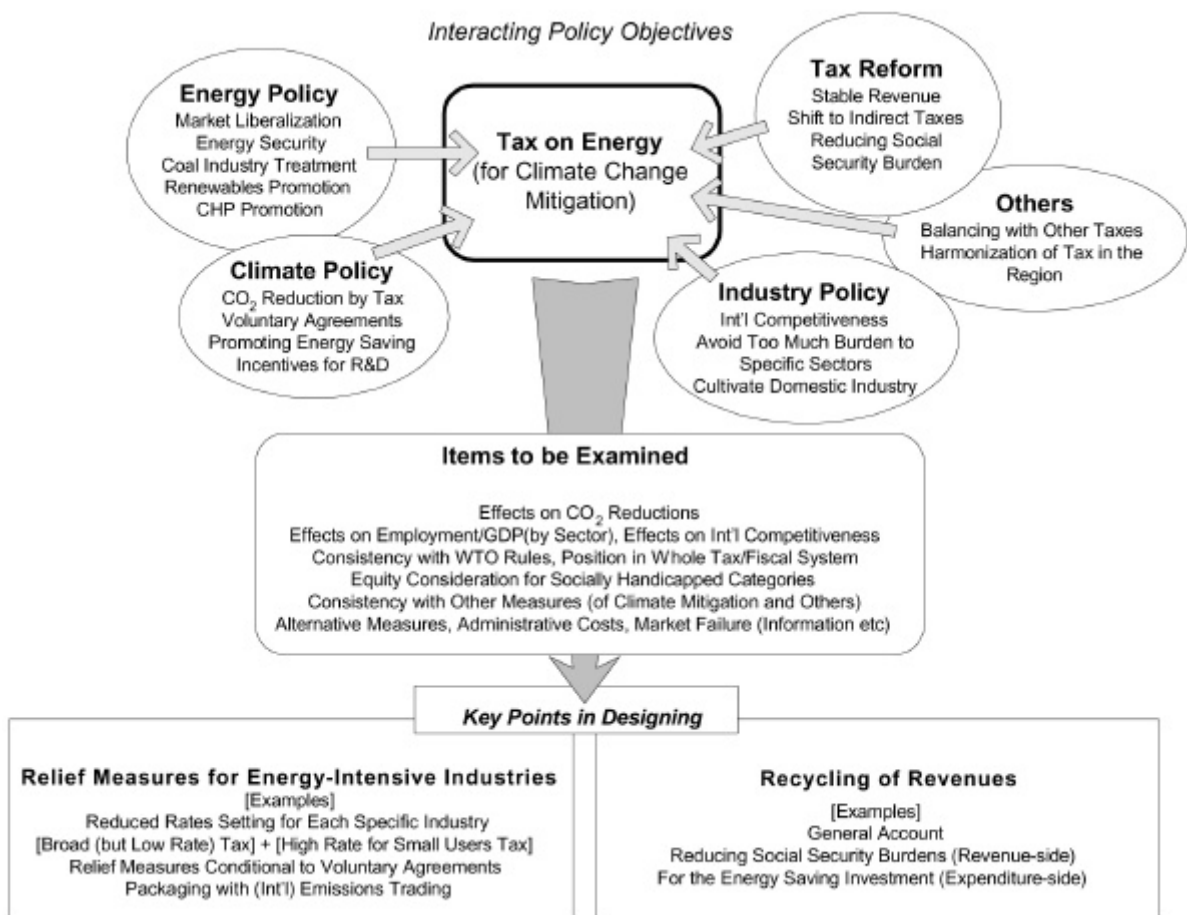 Interacting Policy Objectives
Energy Policy
Market Liberalization
Energy Security
Coal Industry Treatment
Renewables Promotion
CHP Promotion
Climate Policy
CO₂ Reduction by Tax
Voluntary Agreements
Promoting Energy Saving
Incentives for R&D
Tax on Energy
(for Climate Change
Mitigation)
Tax Reform
Stable Revenue
Shift to Indirect Taxes
Reducing Social
Security Burden
Others
Balancing with Other Taxes
Harmonization of Tax in the
Region
Industry Policy
Int'l Competitiveness
Avoid Too Much Burden to
Specific Sectors
Cultivate Domestic Industry
Items to be Examined
Effects on CO₂ Reductions
Effects on Employment/GDP(by Sector), Effects on Int'l Competitiveness
Consistency with WTO Rules, Position in Whole Tax/Fiscal System
Equity Consideration for Socially Handicapped Categories
Consistency with Other Measures (of Climate Mitigation and Others)
Alternative Measures, Administrative Costs, Market Failure (Information etc)
Key Points in Designing
Relief Measures for Energy-Intensive Industries
[Examples]
Reduced Rates Setting for Each Specific Industry
[Broad (but Low Rate) Tax] + [High Rate for Small Users Tax]
Relief Measures Conditional to Voluntary Agreements
Packaging with (Int'l) Emissions Trading
Recycling of Revenues
[Examples]
General Account
Reducing Social Security Burdens (Revenue-side)
For the Energy Saving Investment (Expenditure-side)